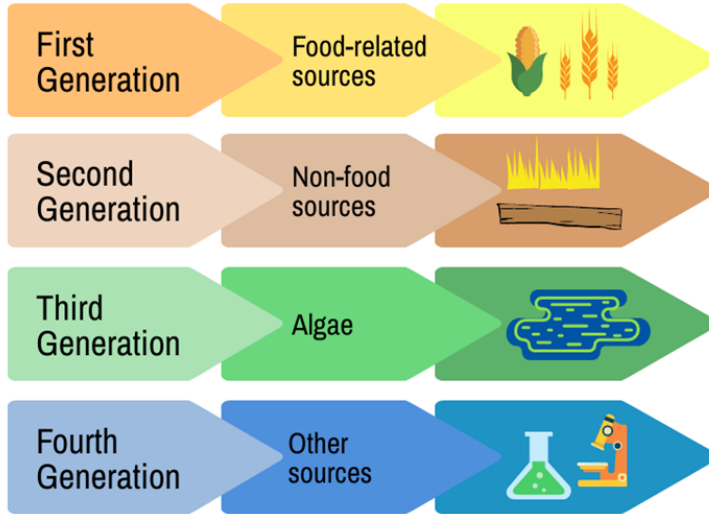 First
Generation
Food-related
sources
Second
Generation
Non-food
sources
Third
Generation
Algae
Fourth
Generation
Other
sources